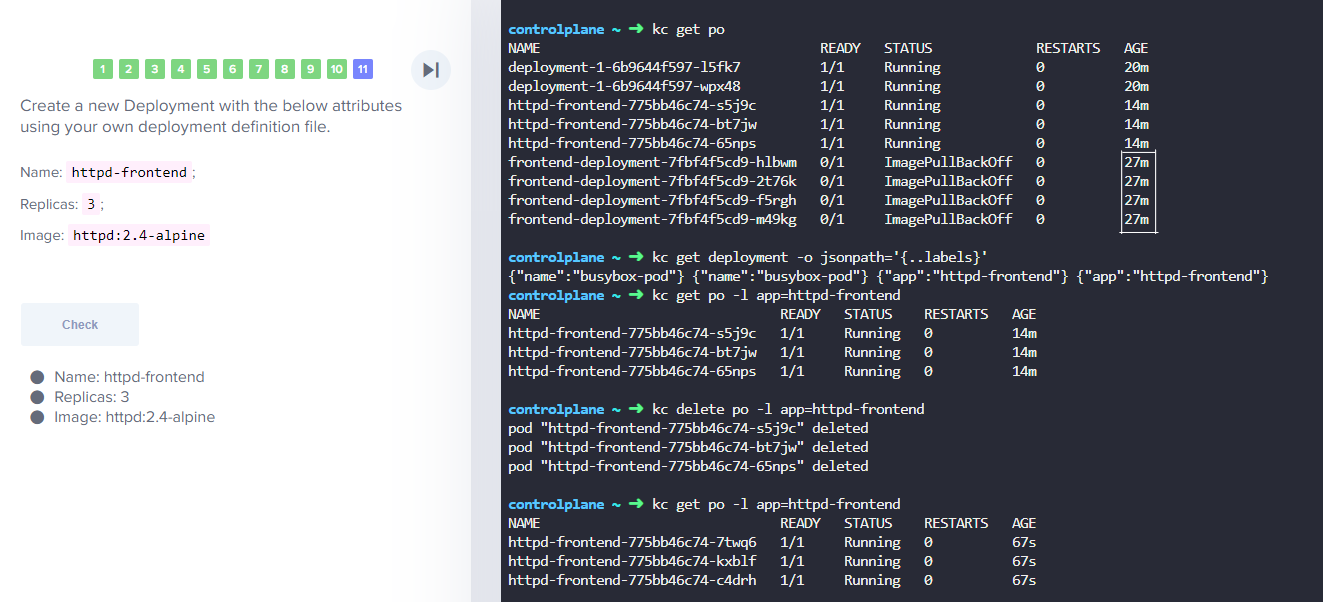 1 2 3 4 5 6 7 8 9 10 11
Create a new Deployment with the below attributes
using your own deployment definition file.
Name: httpd-frontend;
Replicas: 3;
Image: httpd:2.4-alpine
Check
Name: httpd-frontend
Replicas: 3
Image: httpd:2.4-alpine
controlplane ~ ➜ kc get po
NAME READY STATUS RESTARTS AGE
deployment-1-6b9644f597-l5fk7 1/1 Running 0 20m
deployment-1-6b9644f597-wpx48 1/1 Running 0 20m
httpd-frontend-775bb46c74-s5j9c 1/1 Running 0 14m
httpd-frontend-775bb46c74-bt7jw 1/1 Running 0 14m
httpd-frontend-775bb46c74-65nps 1/1 Running 0 14m
frontend-deployment-7fbf4f5cd9-hlbwm 0/1 ImagePullBackOff 0 27m
frontend-deployment-7fbf4f5cd9-2t76k 0/1 ImagePullBackOff 0 27m
frontend-deployment-7fbf4f5cd9-f5rgh 0/1 ImagePullBackOff 0 27m
frontend-deployment-7fbf4f5cd9-m49kg 0/1 ImagePullBackOff 0 27m
controlplane ~ ➜ kc get deployment -o jsonpath='{..labels}'
{"name":"busybox-pod"} {"name":"busybox-pod"} {"app":"httpd-frontend"} {"app":"httpd-frontend"}
controlplane ~ ➜ kc get po -l app=httpd-frontend
NAME READY STATUS RESTARTS AGE
httpd-frontend-775bb46c74-s5j9c 1/1 Running 0 14m
httpd-frontend-775bb46c74-bt7jw 1/1 Running 0 14m
httpd-frontend-775bb46c74-65nps 1/1 Running 0 14m
controlplane ~ ➜ kc delete po -l app=httpd-frontend
pod "httpd-frontend-775bb46c74-s5j9c" deleted
pod "httpd-frontend-775bb46c74-bt7jw" deleted
pod "httpd-frontend-775bb46c74-65nps" deleted
controlplane ~ ➜ kc get po -l app=httpd-frontend
NAME READY STATUS RESTARTS AGE
httpd-frontend-775bb46c74-7twq6 1/1 Running 0 67s
httpd-frontend-775bb46c74-kxblf 1/1 Running 0 67s
httpd-frontend-775bb46c74-c4drh 1/1 Running 0 67s